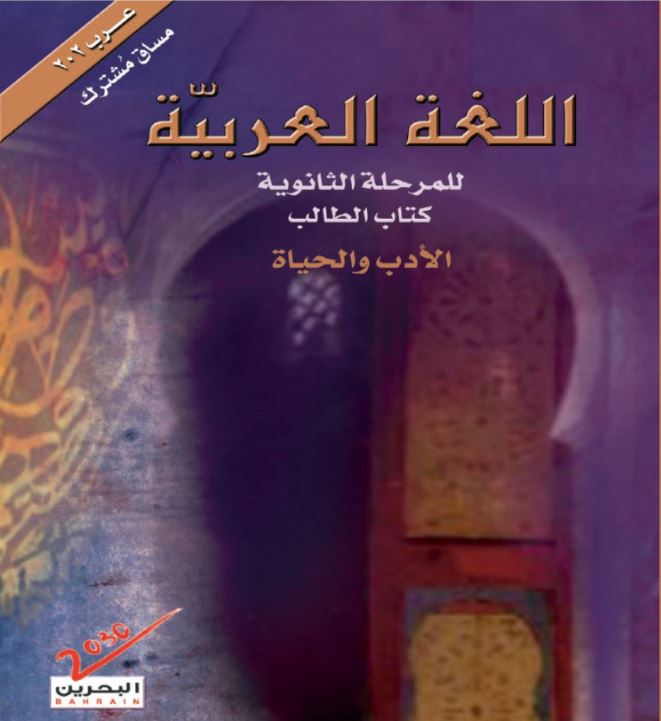 عرب ٢٠٢
مساق مُشترك
اللغة العربيّة
للمرحلة الثانوية
كتاب الطالب
الأدب والحياة
2030
البحرين
BAHRAIN